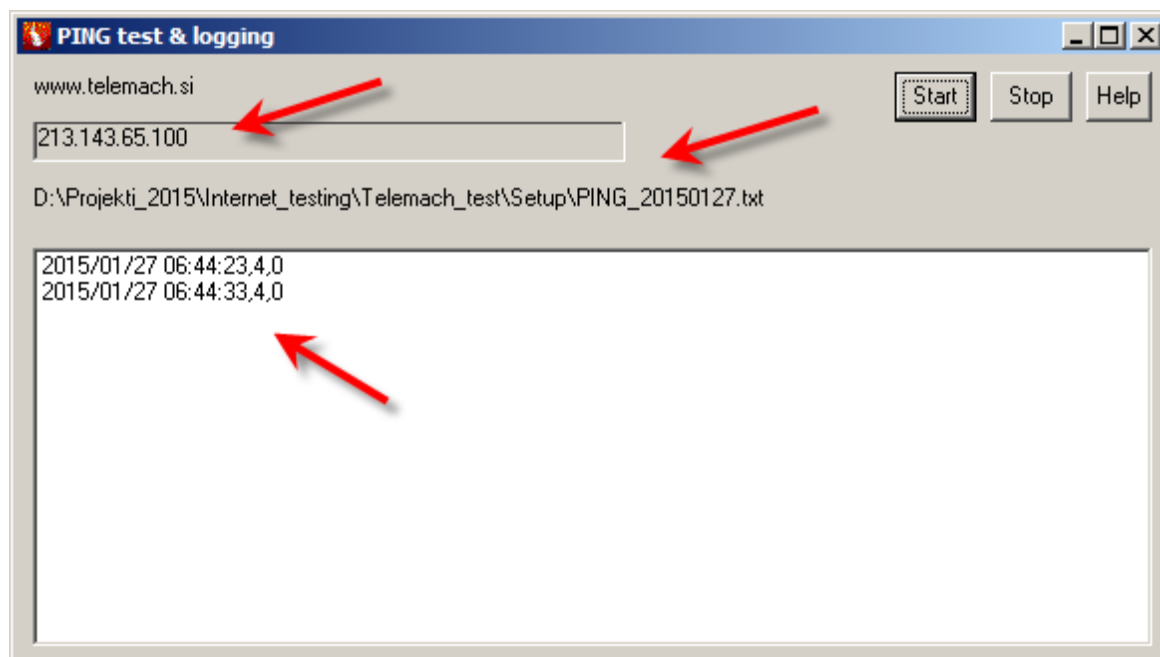 PING test & logging
www.telemach.si
Start Stop Help
213.143.65.100
D:\Projekti_2015\Internet_testing\Telemach_test\Setup\PING_20150127.txt
2015/01/27 06:44:23,4,0
2015/01/27 06:44:33,4,0